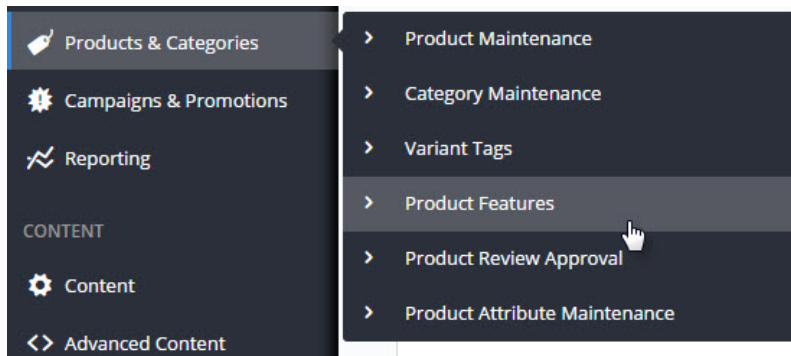 Products & Categories
Campaigns & Promotions
Reporting
CONTENT
Content
Advanced Content
Product Maintenance
Category Maintenance
Variant Tags
Product Features
Product Review Approval
Product Attribute Maintenance